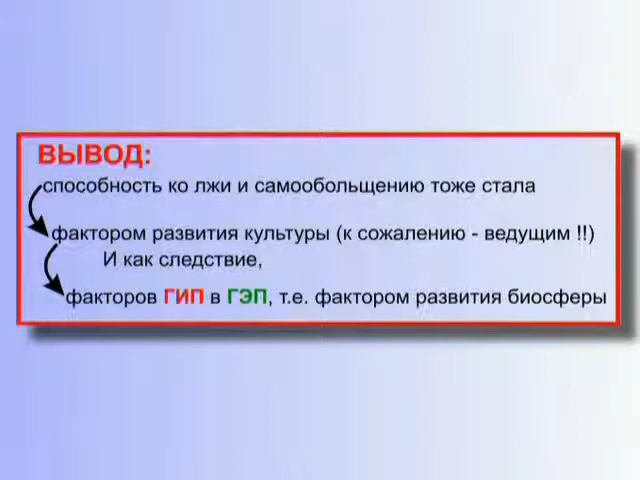 ВЫВОД:
способность ко лжи и самообольщению тоже стала
фактором развития культуры (к сожалению - ведущим !!)
И как следствие,
факторов ГИП в ГЭП, т.е. фактором развития биосферы